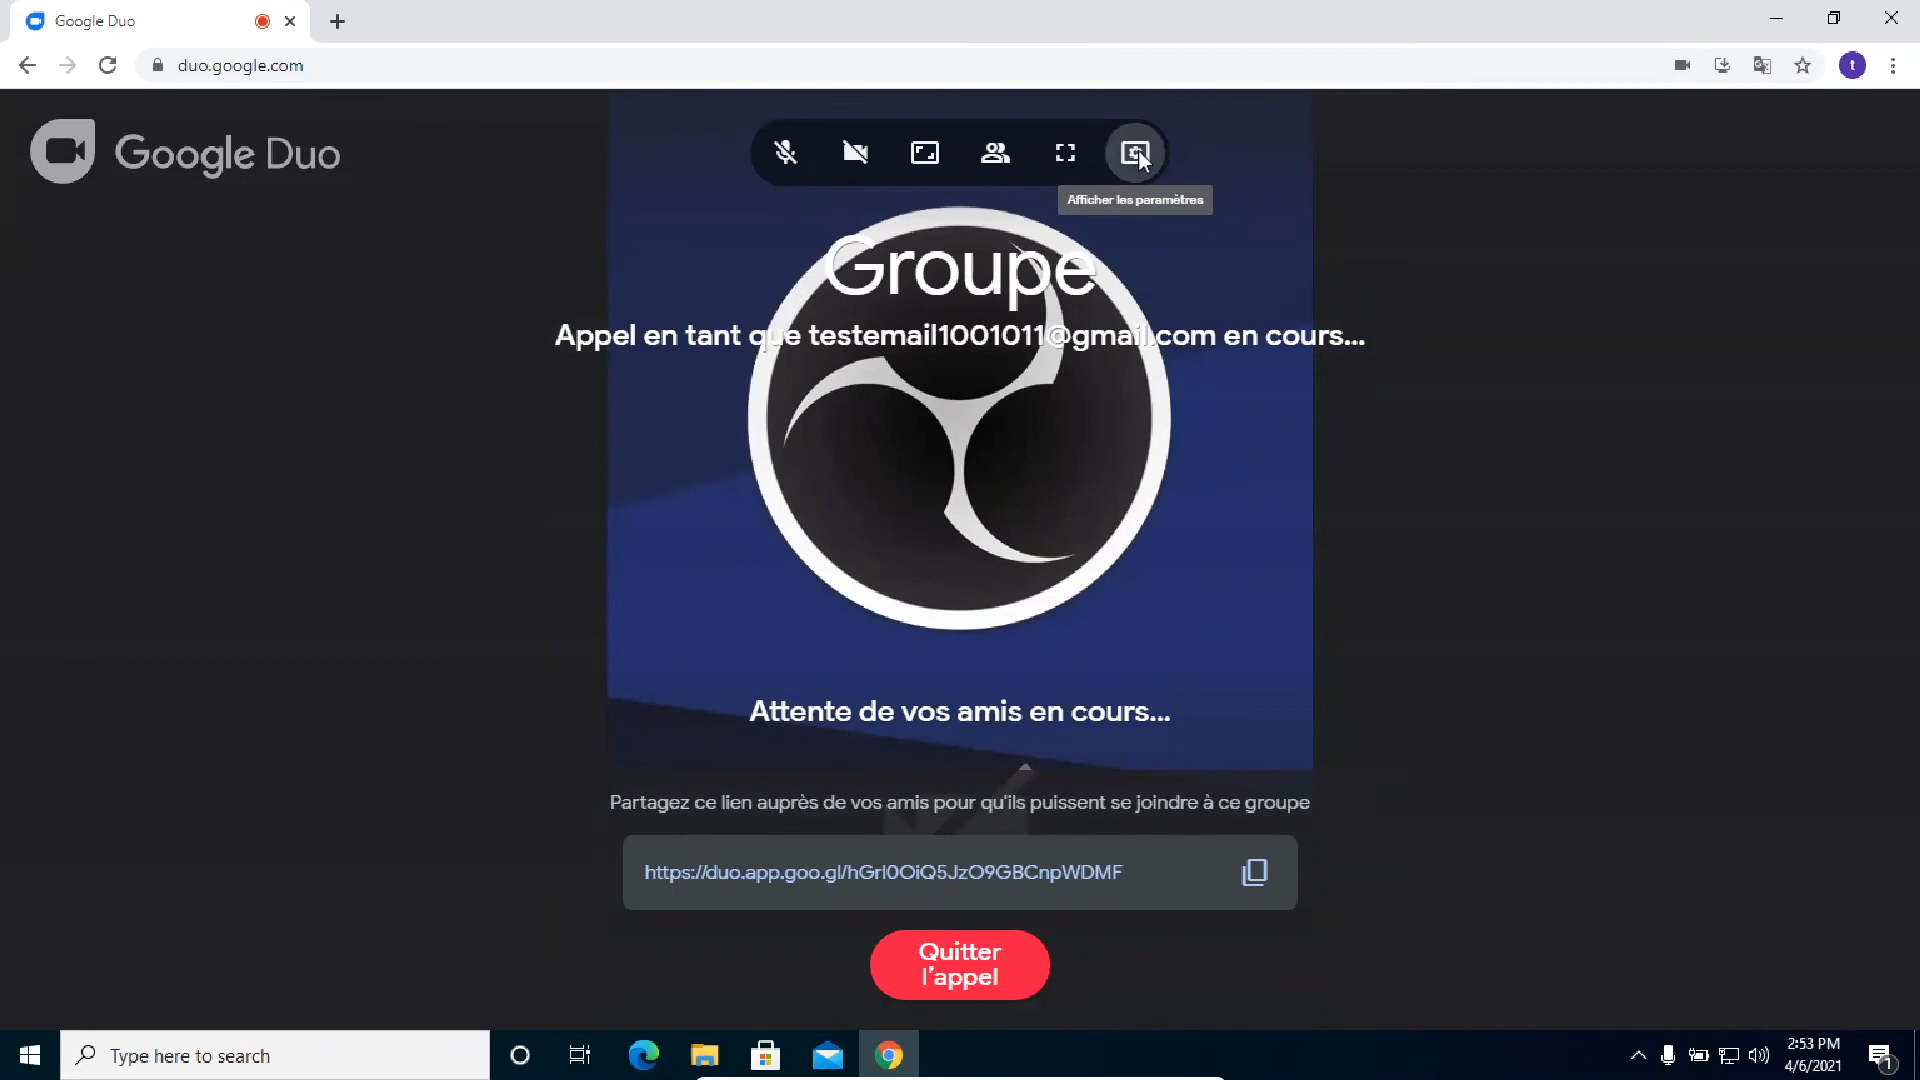 Google Duo
duo.google.com
t
Google Duo
Afficher les paramètres
Groupe
Appel en tant que testemail1001011@gmail.com en cours...
Attente de vos amis en cours...
Partagez ce lien auprès de vos amis pour qu'ils puissent se joindre à ce groupe
https://duo.app.goo.gl/hGrl0OiQ5JzO9GBCnpWDMF
Quitter
l'appel
Type here to search
2:53 PM
4/6/2021
1